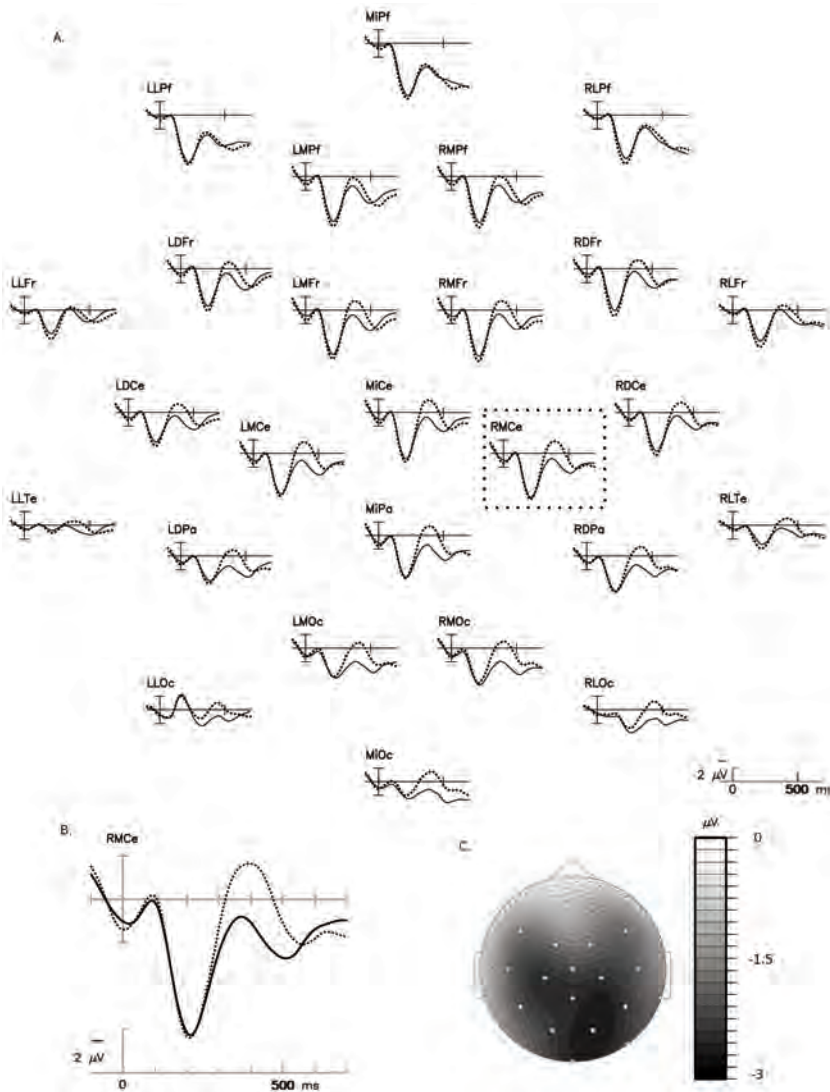 A.
MiPf
LLPf
RLPf
LMPf RMPf
LDFr RDFr
LLFr LMFr RMFr RLFr
LDCe MiCe RDCe
LMCe RMCe
LLTe MiPa RLTe
LDPa RDPa
LMOc RMOc
LLOc RLOc
MiOc
2 μV
0 500 ms
B.
RMCe
2 μV
0 500 ms
C.
μV
0
-1.5
-3